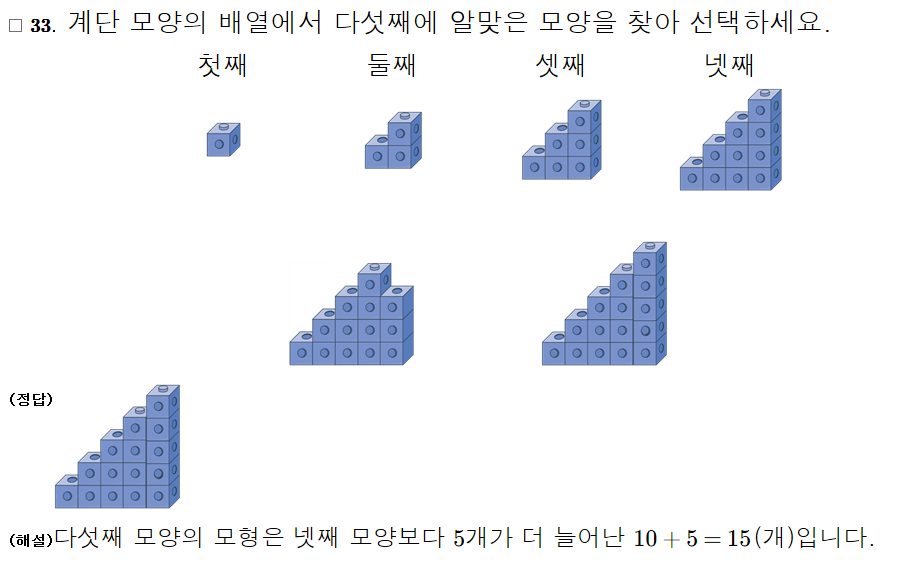 □ 33. 계단 모양의 배열에서 다섯째에 알맞은 모양을 찾아 선택하세요.
첫째 둘째 셋째 넷째
(정답)
(해설)다섯째 모양의 모형은 넷째 모양보다 5개가 더 늘어난 10 + 5 = 15(개)입니다.